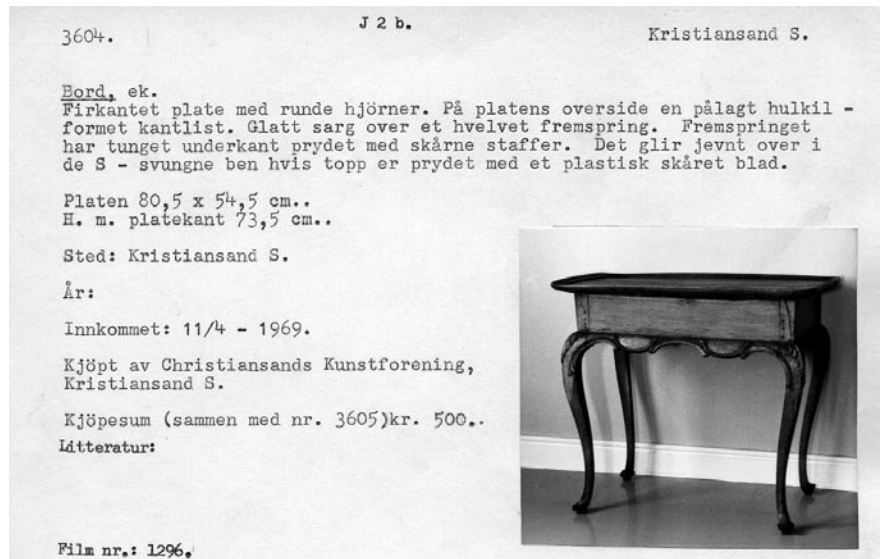 J 2 b.
3604.
Kristiansand S.
Bord, ek.
Firkantet plate med runde hjörner. På platens overside en pålagt hulkil -
formet kantlist. Glatt sarg over et hvelvet fremspring. Fremspringet
har tunget underkant prydet med skårne staffer. Det glir jevnt over i
de S - svungne ben hvis topp er prydet med et plastisk skåret blad.
Platen 80,5 x 54,5 cm..
H. m. platekant 73,5 cm..
Sted: Kristiansand S.
År:
Innkommet: 11/4 - 1969.
Kjöpt av Christiansands Kunstforening,
Kristiansand S.
Kjöpesum (sammen med nr. 3605)kr. 500..
Litteratur:
Film nr.: 1296.